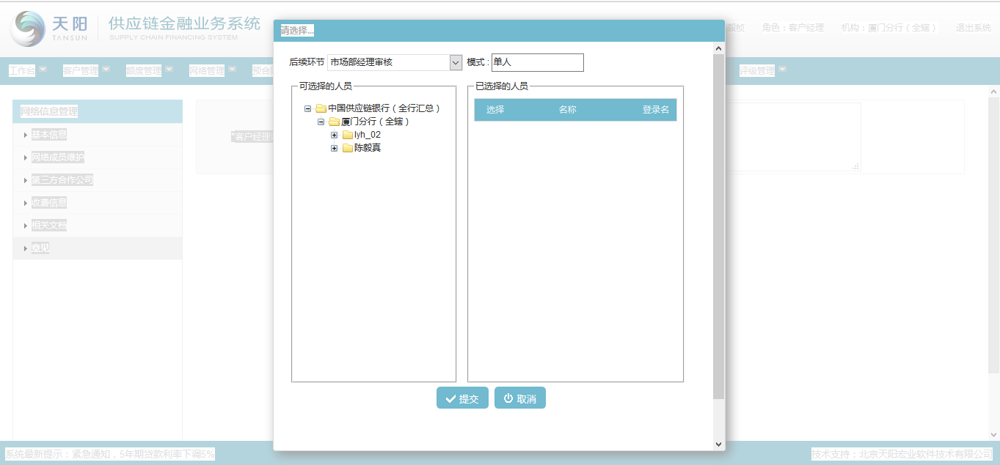 天阳
TANSUN
供应链金融业务系统
SUPPLY CHAIN FINANCING SYSTEM
角色：客户经理
机构：厦门分行（全辖）
退出系统
工作台
客户管理
额度管理
网络管理
评级管理
网络信息管理
基本信息
网络成员维护
第三方合作公司
收费信息
相关文档
意见
*客户经理
请选择...
后续环节
市场部经理审核
模式 :
单人
可选择的人员
中国供应链银行（全行汇总）
厦门分行（全辖）
lyh_02
陈毅真
已选择的人员
选择 名称 登录名
提交
取消
系统最新提示：紧急通知，5年期贷款利率下调5%
技术支持：北京天阳宏业软件技术有限公司